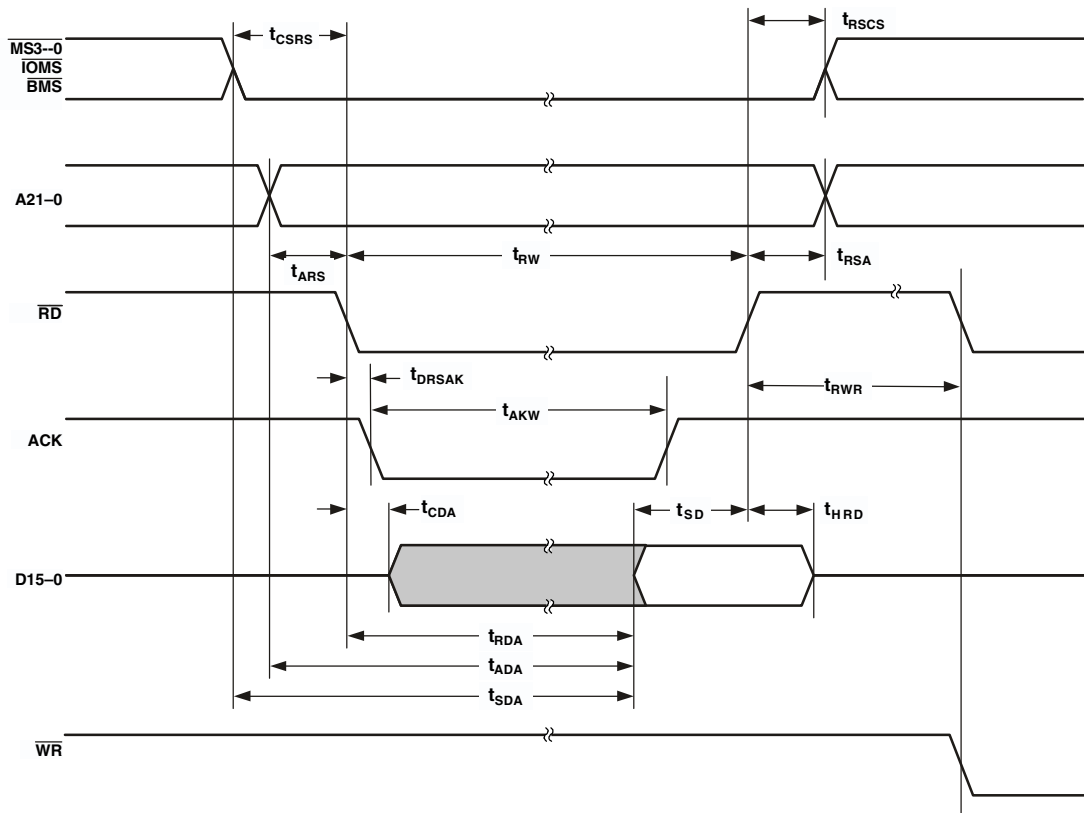 tCSRS
tRSCS
MS3--0
IOMS
BMS
A21–0
tARS
tRW
tRSA
RD
tDRSAK
tRWR
tAKW
ACK
tCDA
tSD
tHRD
D15–0
tRDA
tADA
tSDA
WR